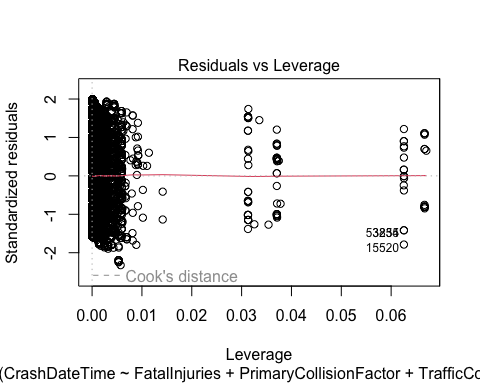 Residuals vs Leverage
Standardized residuals
2
1
0
-1
-2
15520
Cook's distance
0.00 0.01 0.02 0.03 0.04 0.05 0.06
Leverage
(CrashDateTime ~ FatalInjuries + PrimaryCollisionFactor + TrafficCo